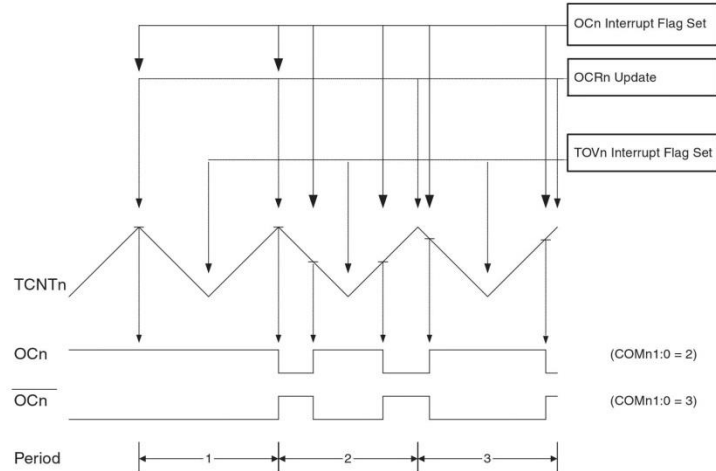 OCn Interrupt Flag Set
OCRn Update
TOVn Interrupt Flag Set
TCNTn
OCn
(COMn1:0 = 2)
OCn
(COMn1:0 = 3)
Period
1
2
3